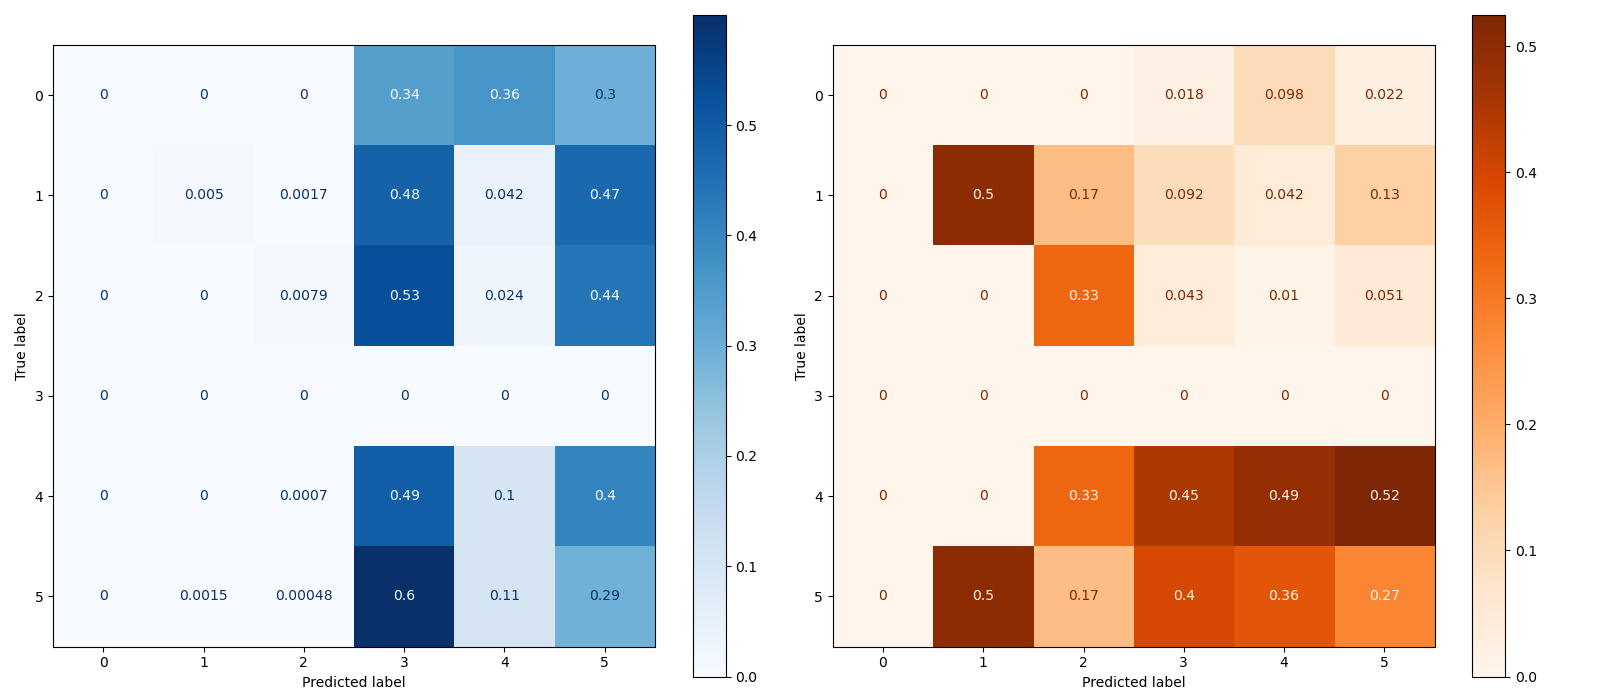 0 0 0 0 0.34 0.36 0.3
1 0 0.005 0.0017 0.48 0.042 0.47
2 0 0 0.0079 0.53 0.024 0.44
3 0 0 0 0 0 0
4 0 0 0.0007 0.49 0.1 0.4
5 0 0.0015 0.00048 0.6 0.11 0.29
0 1 2 3 4 5
Predicted label
True label
0.5
0.4
0.3
0.2
0.1
0.0
0 0 0 0 0.018 0.098 0.022
1 0 0.5 0.17 0.092 0.042 0.13
2 0 0 0.33 0.043 0.01 0.051
3 0 0 0 0 0 0
4 0 0 0.33 0.45 0.49 0.52
5 0 0.5 0.17 0.4 0.36 0.27
0 1 2 3 4 5
Predicted label
True label
0.5
0.4
0.3
0.2
0.1
0.0